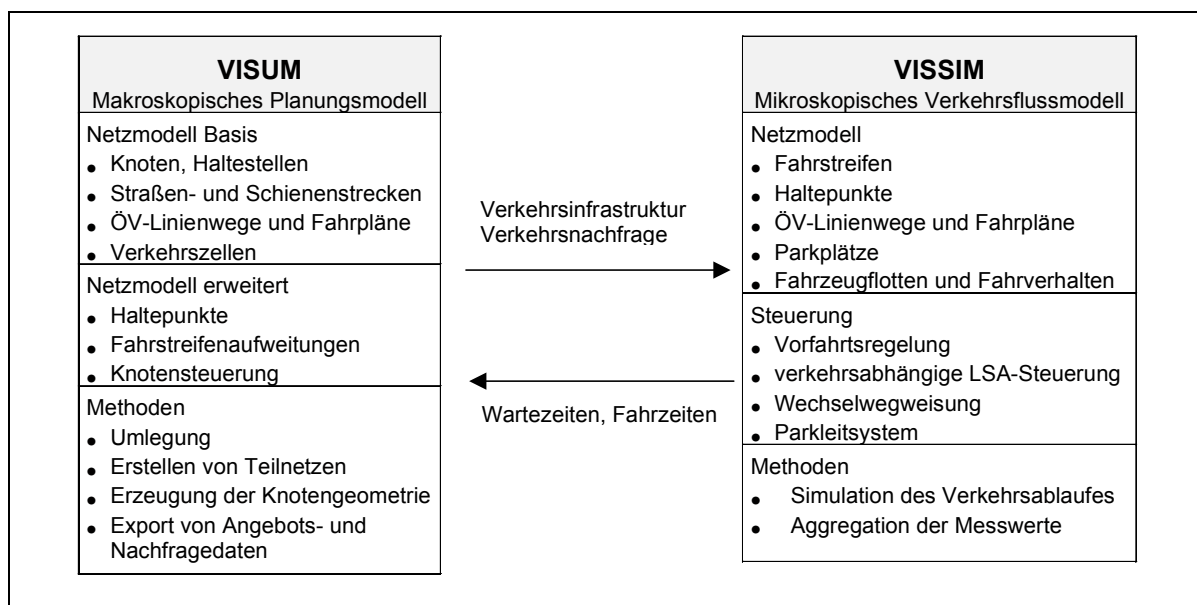 VISUM
Makroskopisches Planungsmodell
Netzmodell Basis
● Knoten, Haltestellen
● Straßen- und Schienenstrecken
● ÖV-Linienwege und Fahrpläne
● Verkehrszellen
Netzmodell erweitert
● Haltepunkte
● Fahrstreifenaufweitungen
● Knotensteuerung
Methoden
● Umlegung
● Erstellen von Teilnetzen
● Erzeugung der Knotengeometrie
● Export von Angebots- und
Nachfragedaten
Verkehrsinfrastruktur
Verkehrsnachfrage
Wartezeiten, Fahrzeiten
VISSIM
Mikroskopisches Verkehrsflussmodell
Netzmodell
● Fahrstreifen
● Haltepunkte
● ÖV-Linienwege und Fahrpläne
● Parkplätze
● Fahrzeugflotten und Fahrverhalten
Steuerung
● Vorfahrtsregelung
● verkehrsabhängige LSA-Steuerung
● Wechselwegweisung
● Parkleitsystem
Methoden
● Simulation des Verkehrsablaufes
● Aggregation der Messwerte